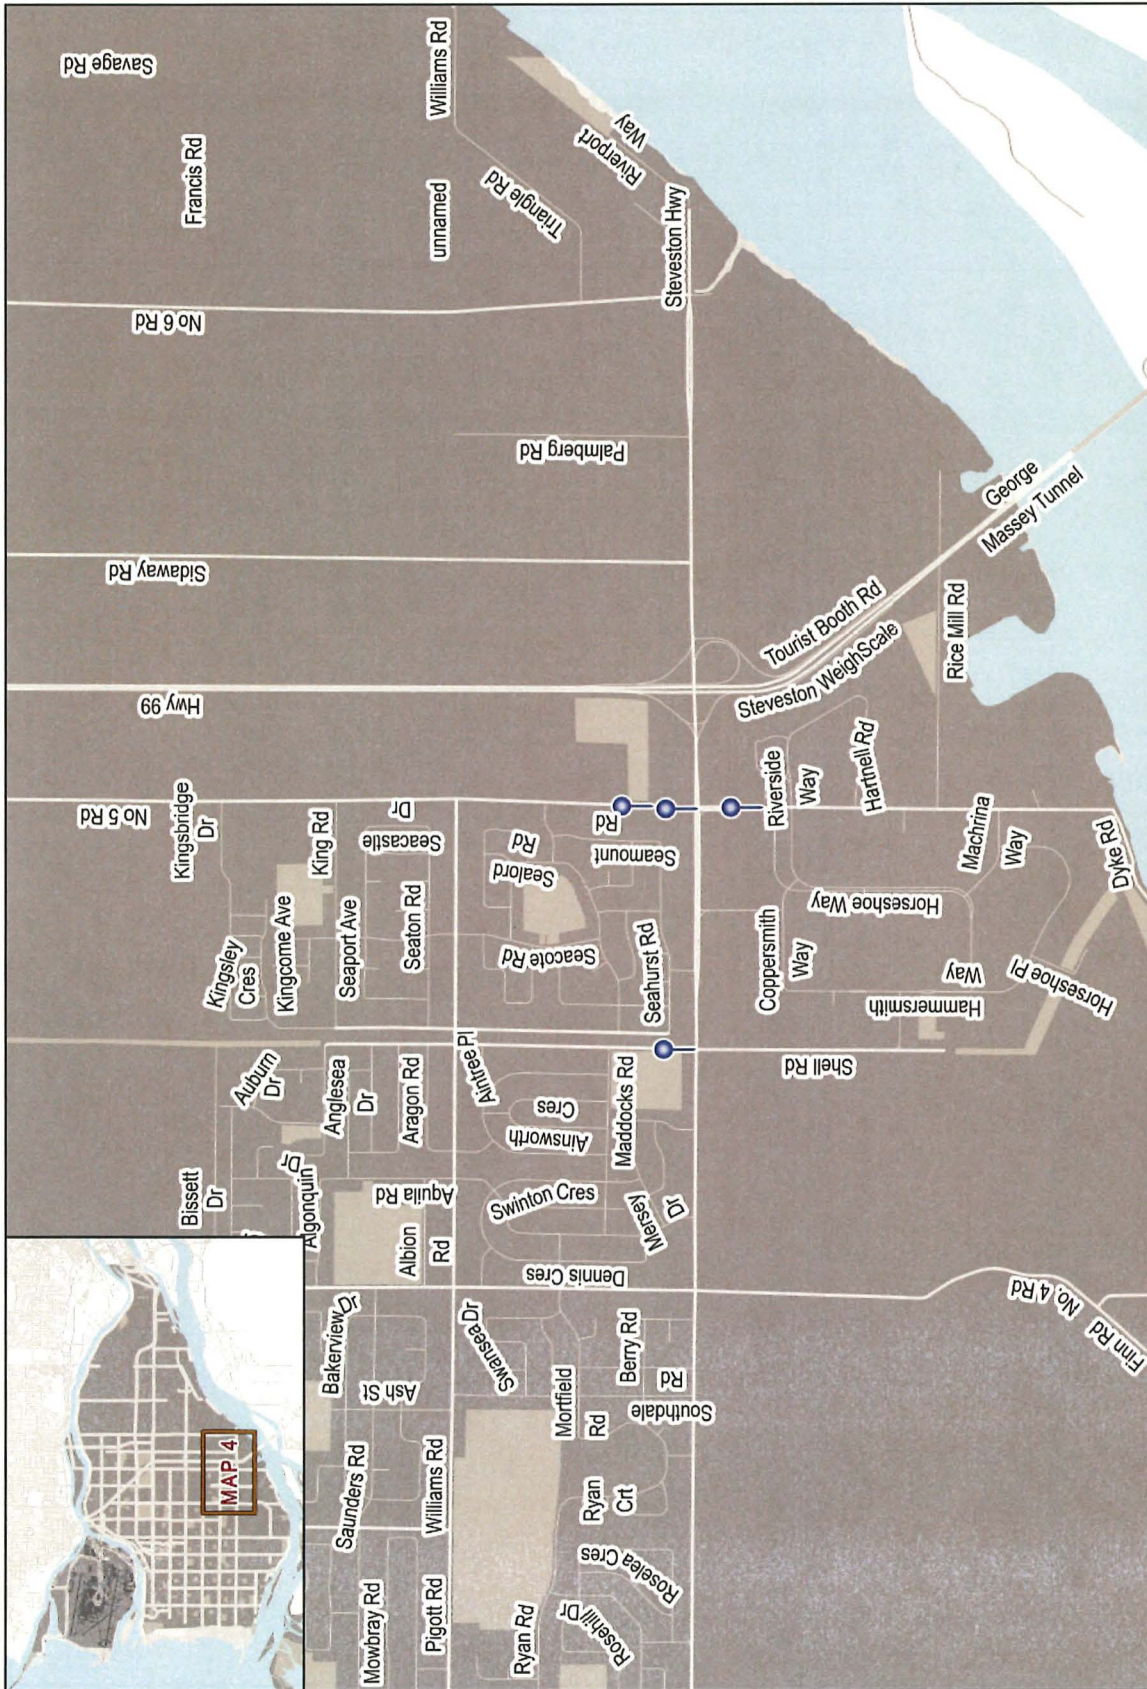 Savage Rd
Francis Rd
Williams Rd
unnamed
Triangle Rd
Riverport
Way
Steveston Hwy
No 6 Rd
Palmberg Rd
Sidaway Rd
George
Massey Tunnel
Tourist Booth Rd
Steveston WeighScale
Rice Mill Rd
Hwy 99
No 5 Rd
Kingsbridge
Dr
King Rd
Seacastle
Dr
Sealord
Rd
Seamount
Rd
Riverside
Way
Hartnell Rd
Machrina
Way
Dyke Rd
Kingsley
Cres
Kingcome Ave
Seaport Ave
Seaton Rd
Seacote Rd
Seahurst Rd
Coppersmith
Way
Horseshoe Way
Hammersmith
Way
Horseshoe Pl
Shell Rd
Auburn
Dr
Anglesea
Dr
Aragon Rd
Aintree Pl
Ainsworth
Cres
Maddocks Rd
Bissett
Dr
Algonquin
Dr
Aquila Rd
Albion
Rd
Swinton Cres
Mersey
Dr
Dennis Cres
No. 4 Rd
Finn Rd
Bakerview Dr
Ash St
Swansea Dr
Mortfield
Rd
Berry Rd
Southdale
Rd
Saunders Rd
Williams Rd
Ryan
Crt
Roselea Cres
Mowbray Rd
Pigott Rd
Ryan Rd
Rosehill Dr
MAP 4